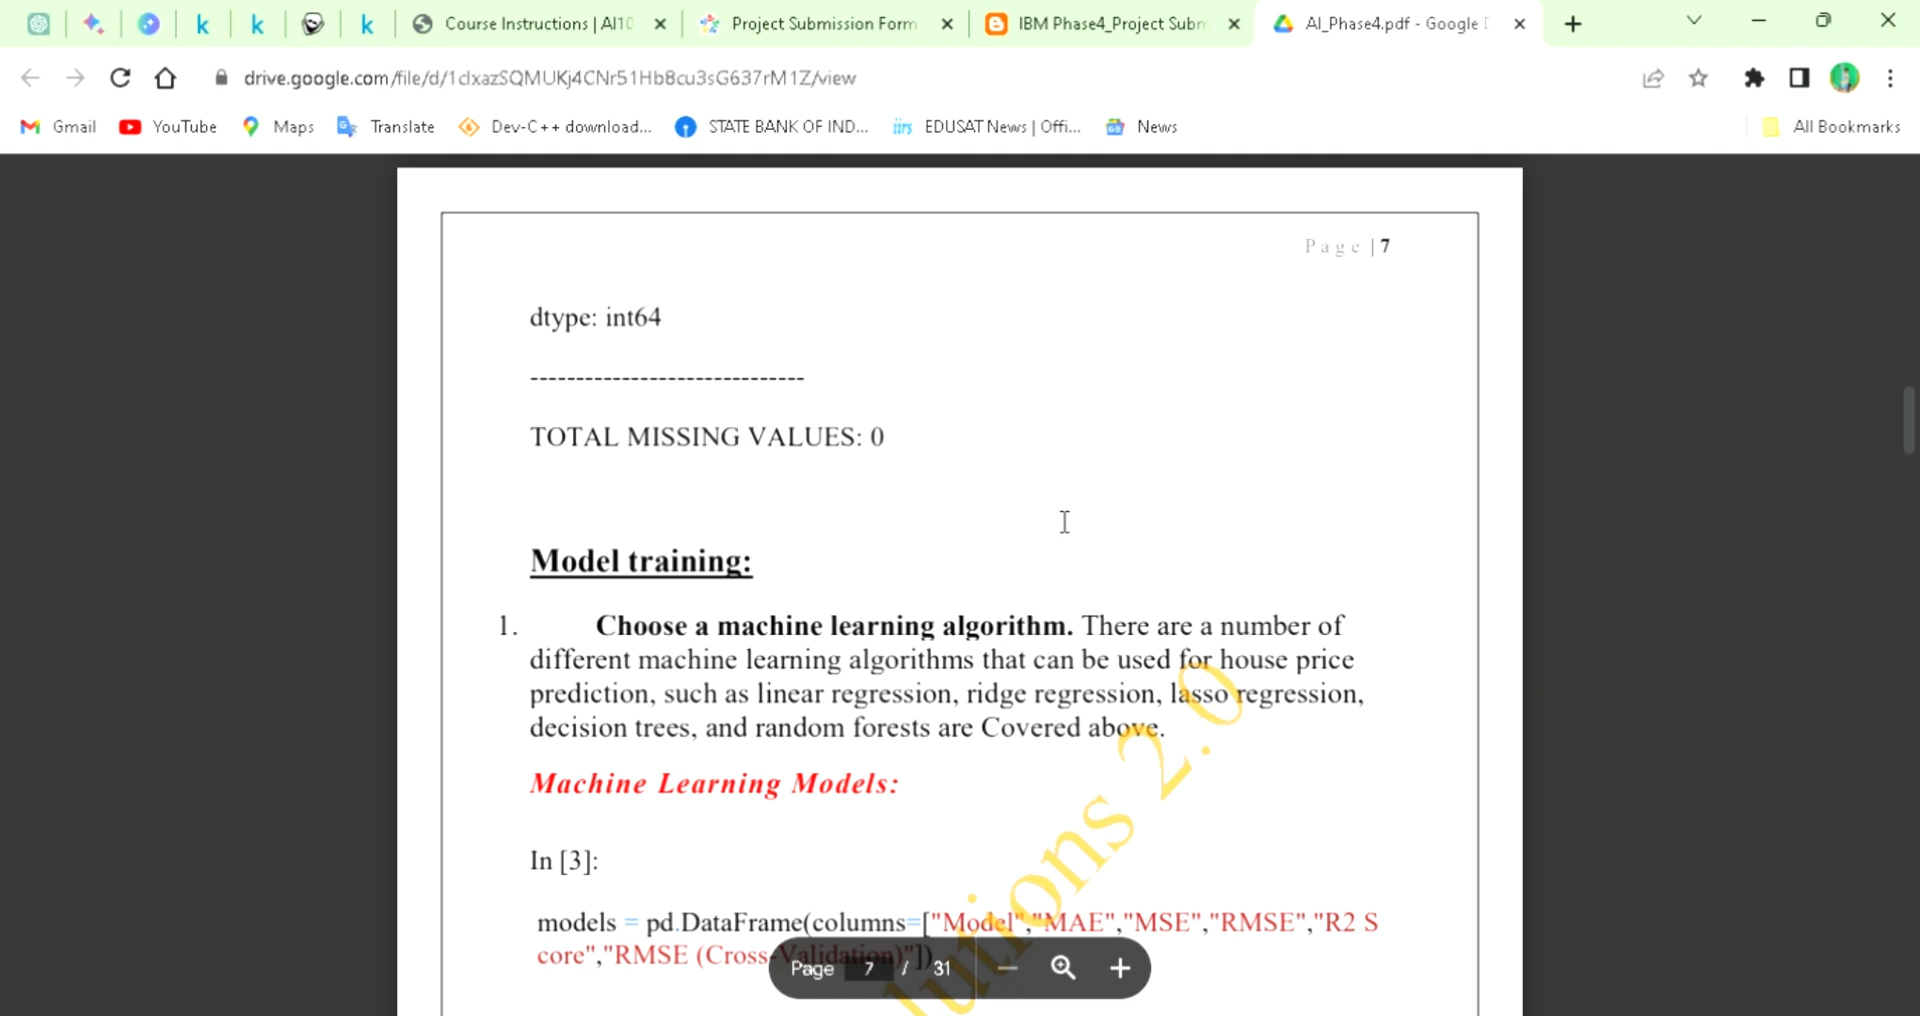 Course Instructions | AI10
Project Submission Form
IBM Phase4_Project Subm
AI_Phase4.pdf - Google D
drive.google.com/file/d/1clxazSQMUKj4CNr51Hb8cu3sG637rM1Z/view
Gmail
YouTube
Maps
Translate
Dev-C++ download...
STATE BANK OF IND...
iirs
EDUSAT News | Offi...
News
All Bookmarks
Page | 7
dtype: int64
------------------------------
TOTAL MISSING VALUES: 0
Model training:
1. Choose a machine learning algorithm. There are a number of
different machine learning algorithms that can be used for house price
prediction, such as linear regression, ridge regression, lasso regression,
decision trees, and random forests are Covered above.
Machine Learning Models:
In [3]:
models = pd.DataFrame(columns=["Model","MAE","MSE","RMSE","R2 S
core","RMSE (Cross-Validation)"])
Page 7 / 31
lutions 2.0